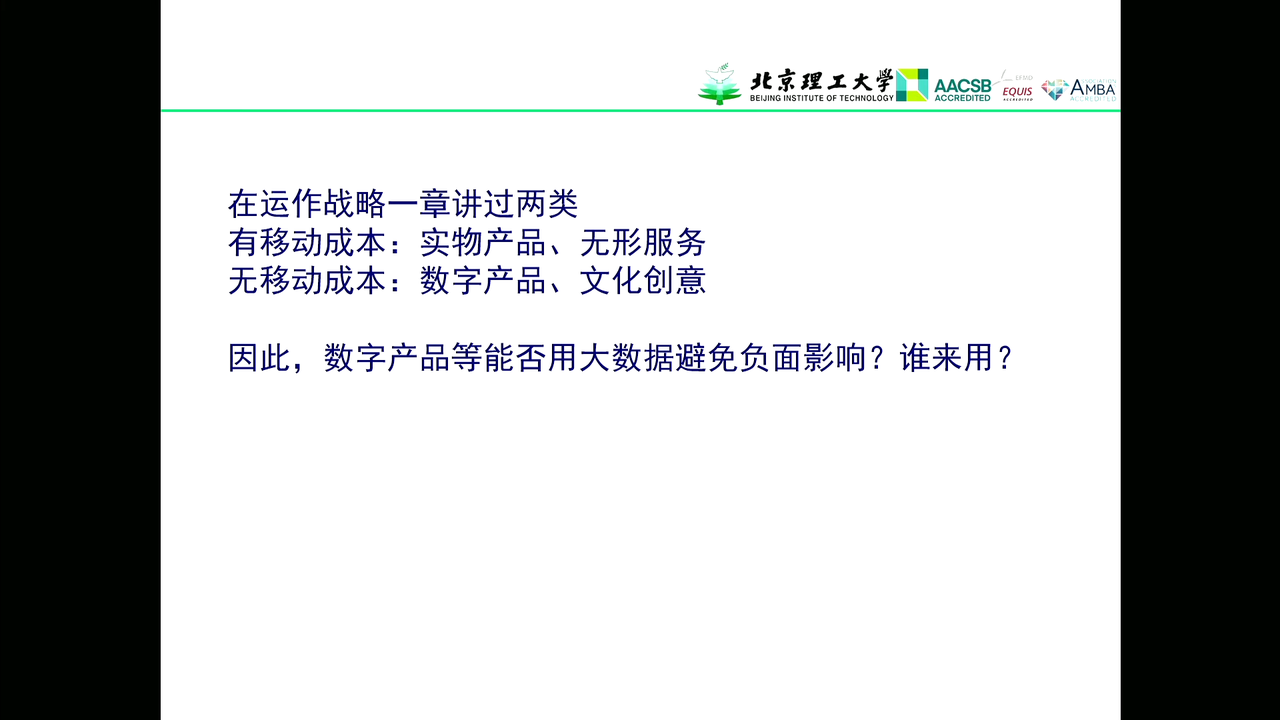 北京理工大学
BEIJING INSTITUTE OF TECHNOLOGY
AACSB
ACCREDITED
EFMD
EQUIS
ACCREDITED
ASSOCIATION
AMBA
ACCREDITED
在运作战略一章讲过两类
有移动成本：实物产品、无形服务
无移动成本：数字产品、文化创意
因此，数字产品等能否用大数据避免负面影响？谁来用？